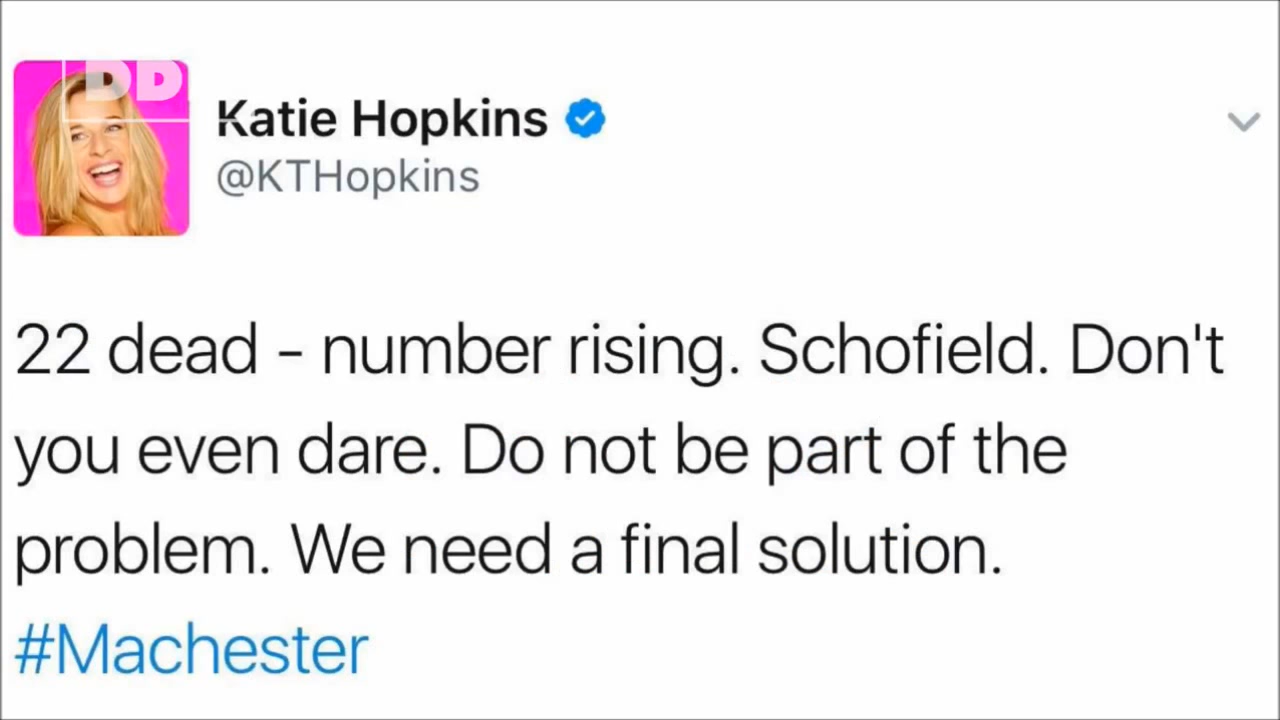 DD
Katie Hopkins
@KTHopkins
22 dead - number rising. Schofield. Don't
you even dare. Do not be part of the
problem. We need a final solution.
#Machester